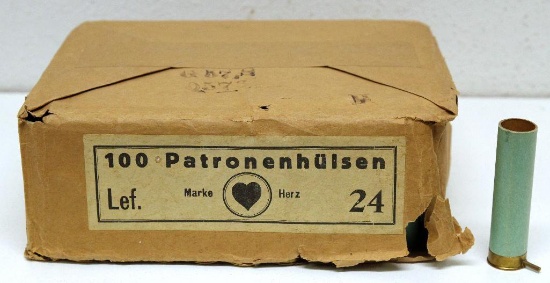 100 Patronenhülsen
Lef. Marke Herz 24